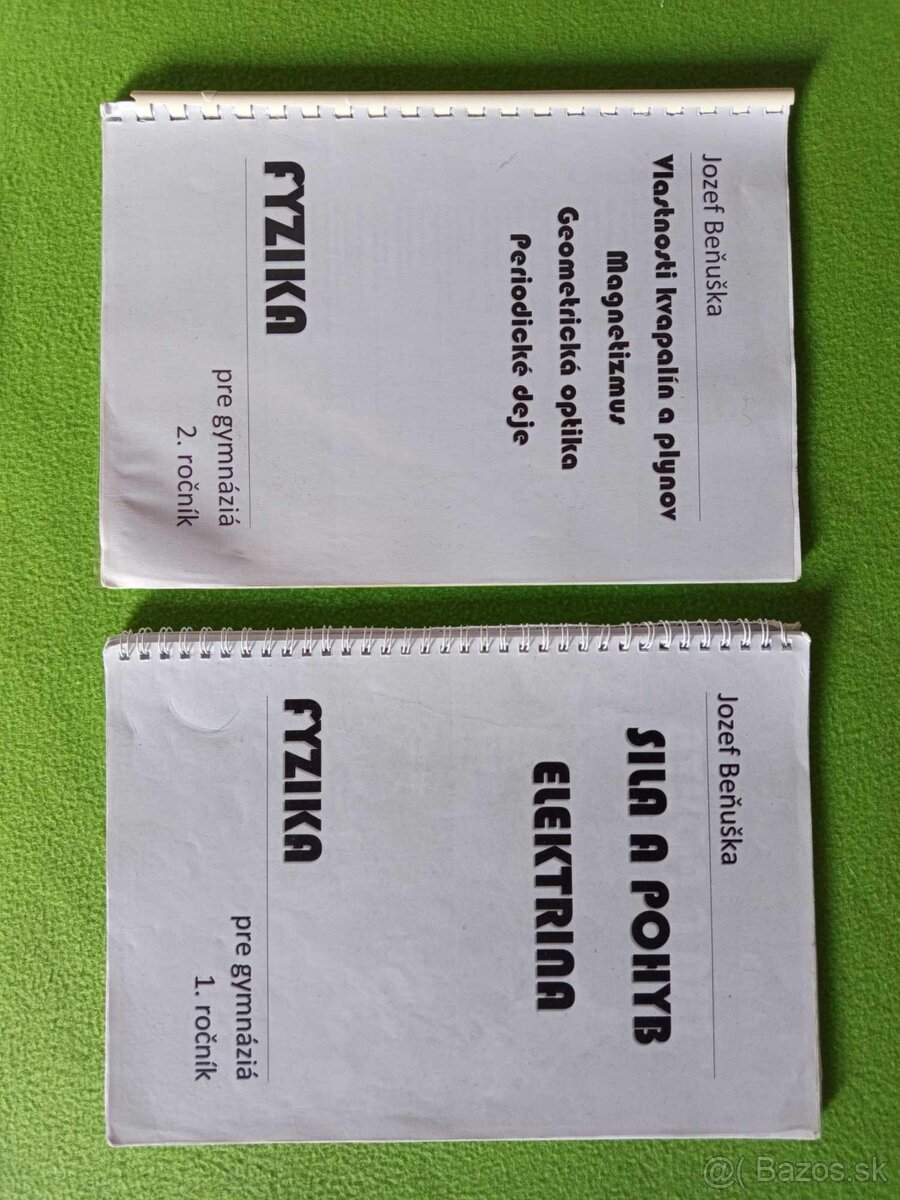 Jozef Beňuška
Vlastnosti kvapalín a plynov
Magnetizmus
Geometrická optika
Periodické deje
FYZIKA
pre gymnáziá
2. ročník
Jozef Beňuška
SILA A POHYB
ELEKTRINA
FYZIKA
pre gymnáziá
1. ročník
@( Bazos.sk